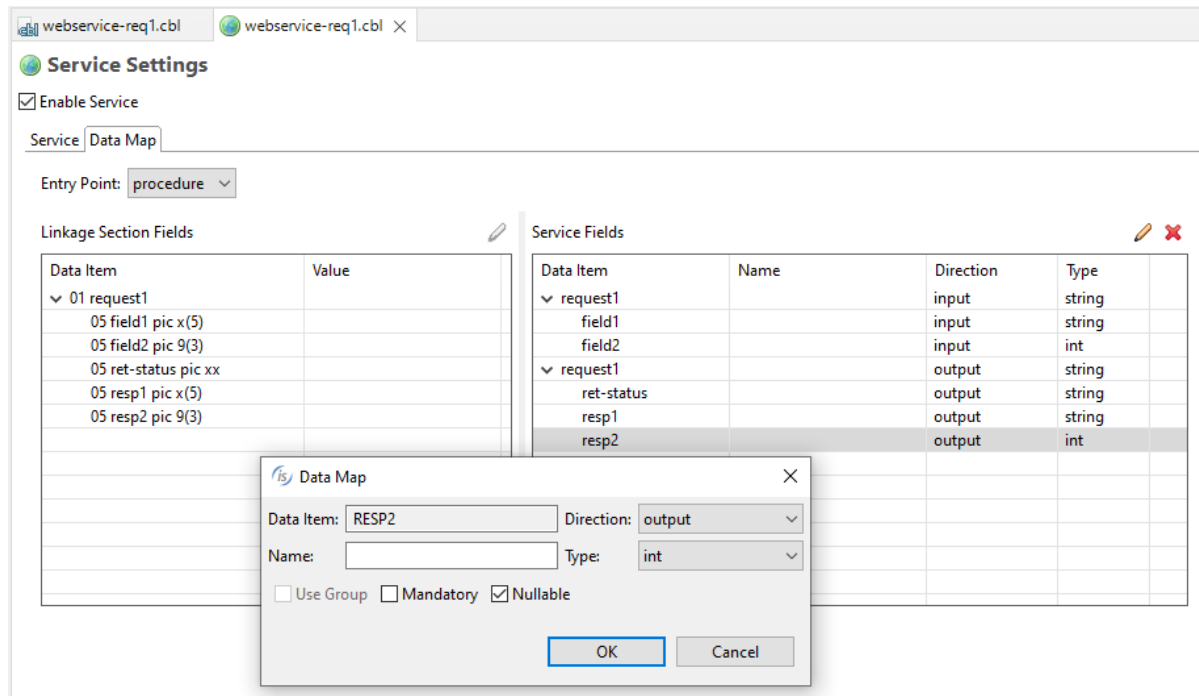 cbl webservice-req1.cbl webservice-req1.cbl
Service Settings
Enable Service
Service Data Map
Entry Point: procedure
Linkage Section Fields
Data Item Value
01 request1
05 field1 pic x(5)
05 field2 pic 9(3)
05 ret-status pic xx
05 resp1 pic x(5)
05 resp2 pic 9(3)
Service Fields
Data Item Name Direction Type
request1 input string
field1 input string
field2 input int
request1 output string
ret-status output string
resp1 output string
resp2 output int
is Data Map
Data Item: RESP2 Direction: output
Name: Type: int
Use Group Mandatory Nullable
OK Cancel